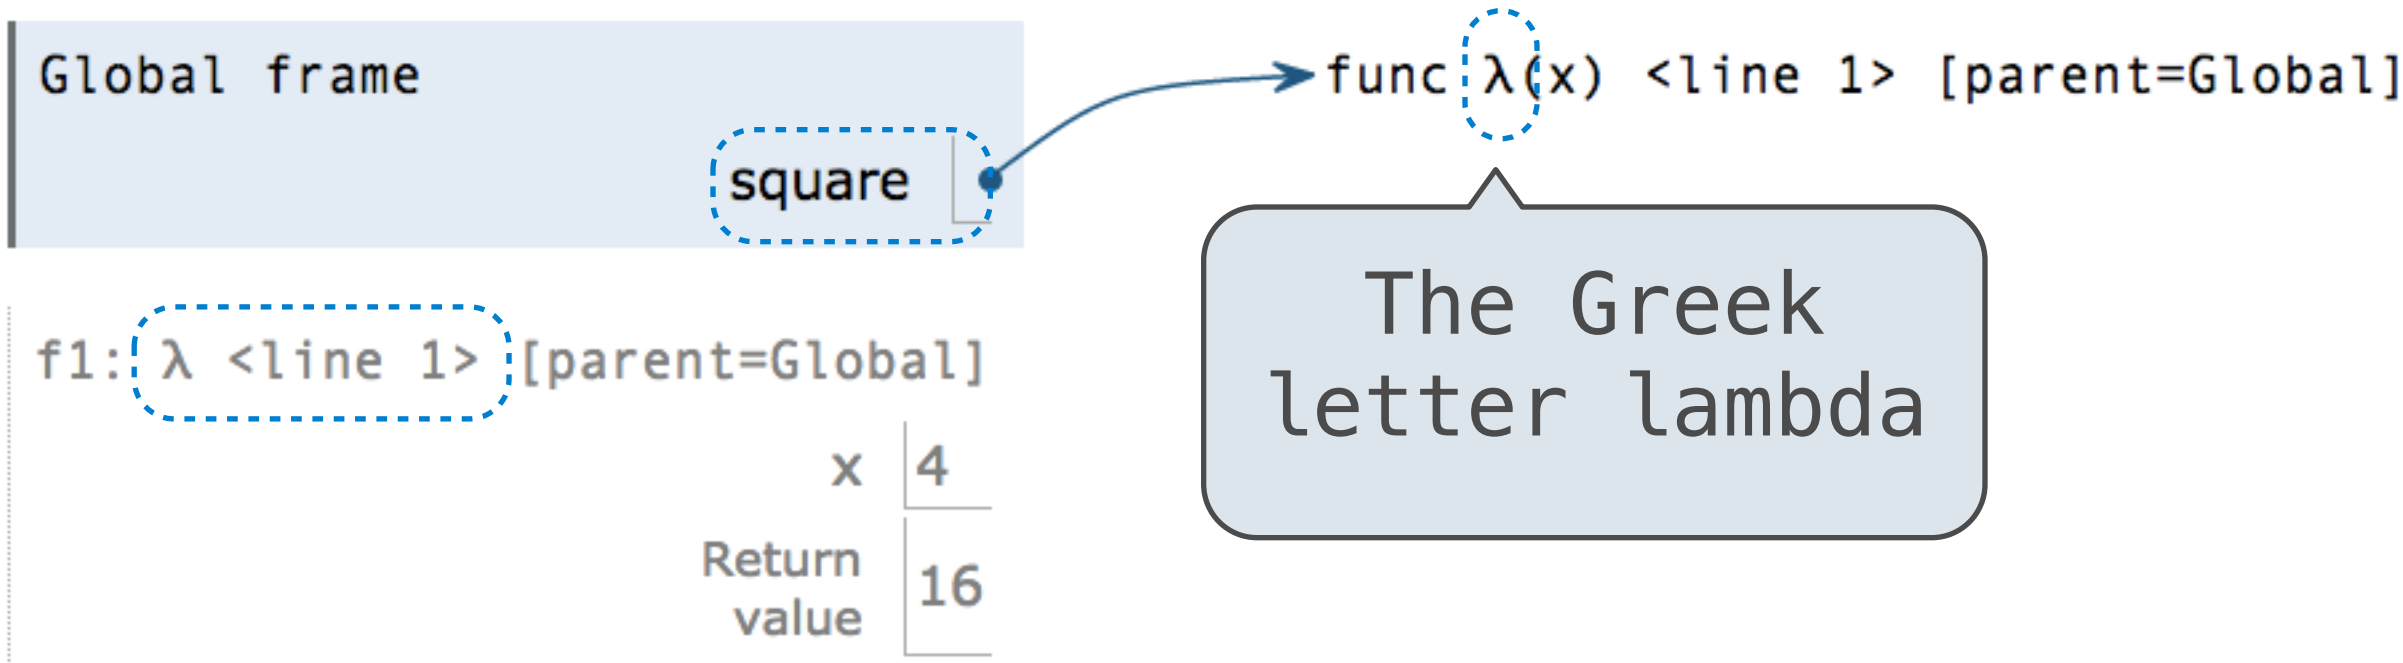 Global frame
func λ(x) <line 1> [parent=Global]
square
The Greek
letter lambda
f1: λ <line 1> [parent=Global]
x 4
Return
value 16